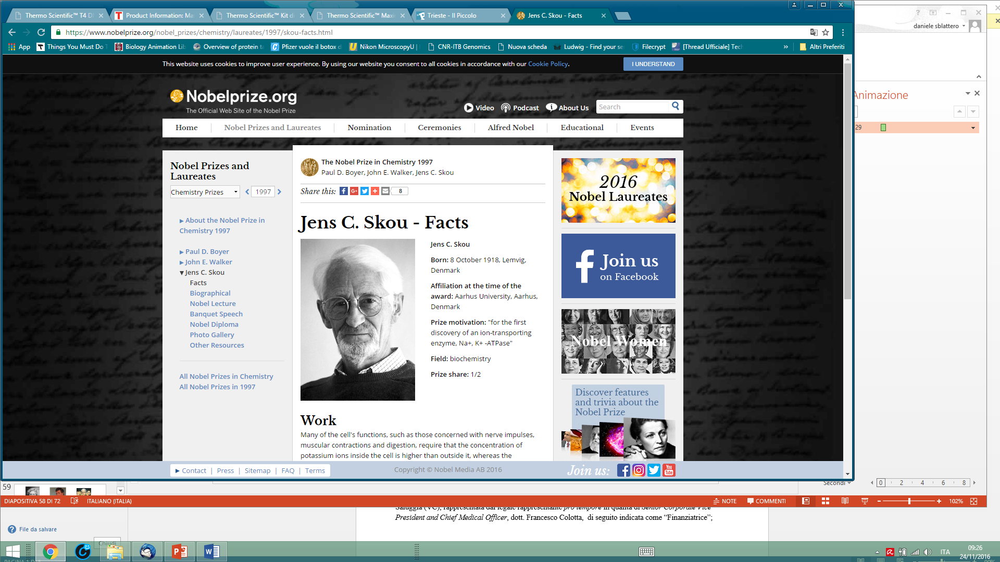 Thermo Scientific™ T4 D
Product Information: Ma
Thermo Scientific™ Kit d
Thermo Scientific™ Maxi
Trieste - Il Piccolo
Jens C. Skou - Facts
https://www.nobelprize.org/nobel_prizes/chemistry/laureates/1997/skou-facts.html
App
Things You Must Do T
Biology Animation Lib
Overview of protein ta
Pfizer vuole il botox d
Nikon MicroscopyU |
CNR-ITB Genomics
Nuova scheda
Ludwig - Find your se
Filecrypt
[Thread Ufficiale] Tec
»
Altri Preferiti
daniele sblattero
This website uses cookies to improve user experience. By using our website you consent to all cookies in accordance with our Cookie Policy.
I UNDERSTAND
Nobelprize.org
The Official Web Site of the Nobel Prize
Video
Podcast
About Us
Search
Home
Nobel Prizes and Laureates
Nomination
Ceremonies
Alfred Nobel
Educational
Events
Nobel Prizes and
Laureates
Chemistry Prizes
1997
About the Nobel Prize in
Chemistry 1997
Paul D. Boyer
John E. Walker
Jens C. Skou
Facts
Biographical
Nobel Lecture
Banquet Speech
Nobel Diploma
Photo Gallery
Other Resources
All Nobel Prizes in Chemistry
All Nobel Prizes in 1997
The Nobel Prize in Chemistry 1997
Paul D. Boyer, John E. Walker, Jens C. Skou
Share this:
8
Jens C. Skou - Facts
Jens C. Skou
Born: 8 October 1918, Lemvig,
Denmark
Affiliation at the time of the
award: Aarhus University, Aarhus,
Denmark
Prize motivation: "for the first
discovery of an ion-transporting
enzyme, Na+, K+ -ATPase"
Field: biochemistry
Prize share: 1/2
Work
Many of the cell's functions, such as those concerned with nerve impulses,
muscular contractions and digestion, require that the concentration of
potassium ions inside the cell is higher than outside it, whereas the
2016
Nobel Laureates
Join us
on Facebook
Nobel Women
Discover features
and trivia about the
Nobel Prize
Contact | Press | Sitemap | FAQ | Terms
Copyright © Nobel Media AB 2016
Join us:
You
Tube
Animazione
29
59
Secondi
0 2 4 6 8
DIAPOSITIVA 58 DI 72
ITALIANO (ITALIA)
NOTE
COMMENTI
102%
Saluggia (VC), rappresentata dal legale rappresentante pro tempore in qualità di Senior Corporate Vice
President and Chief Medical Officer, dott. Francesco Colotta, di seguito indicata come “Finanziatrice”;
File da salvare
Chiudi
ITA
09:26
24/11/2016